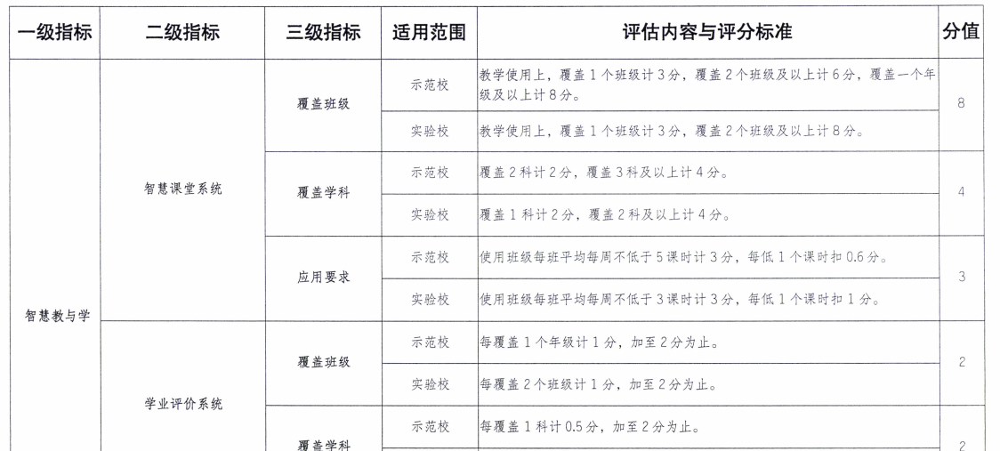 一级指标 二级指标 三级指标 适用范围 评估内容与评分标准 分值
智慧教与学
智慧课堂系统
覆盖班级
示范校
教学使用上，覆盖1个班级计3分，覆盖2个班级及以上计6分，覆盖一个年
级及以上计8分。
8
实验校
教学使用上，覆盖1个班级计3分，覆盖2个班级及以上计8分。
覆盖学科
示范校
覆盖2科计2分，覆盖3科及以上计4分。
4
实验校
覆盖1科计2分，覆盖2科及以上计4分。
应用要求
示范校
使用班级每班平均每周不低于5课时计3分，每低1个课时扣0.6分。
3
实验校
使用班级每班平均每周不低于3课时计3分，每低1个课时扣1分。
学业评价系统
覆盖班级
示范校
每覆盖1个年级计1分，加至2分为止。
2
实验校
每覆盖2个班级计1分，加至2分为止。
覆盖学科
示范校
每覆盖1科计0.5分，加至2分为止。
2